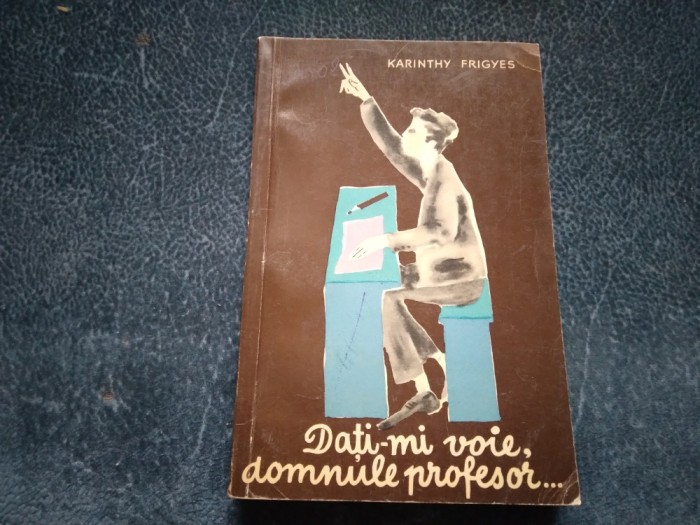 KARINTHY FRIGYES
Dați-mi voie,
domnule profesor...